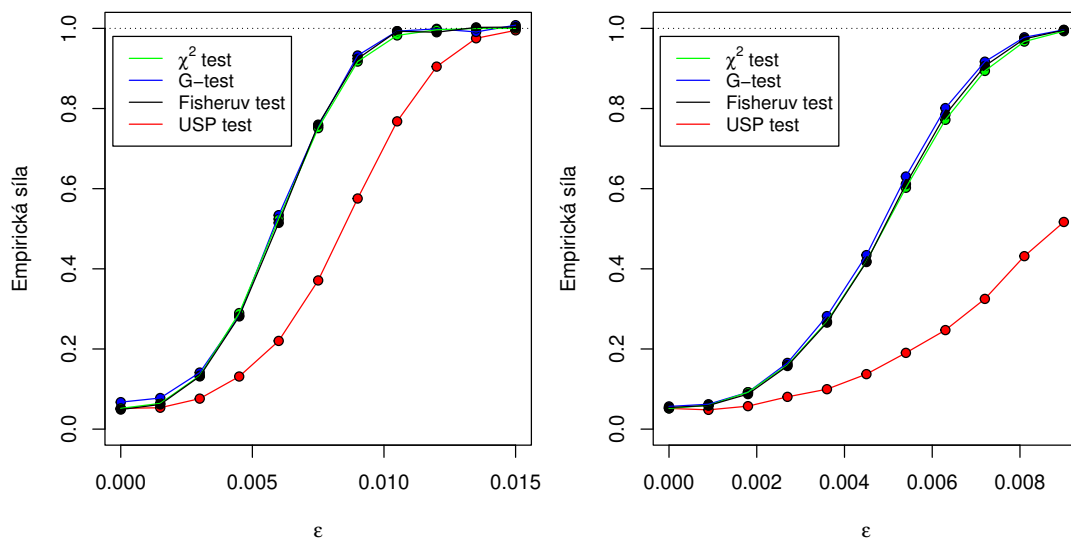 χ² test
G−test
Fisheruv test
USP test
Empirická síla
0.0
0.2
0.4
0.6
0.8
1.0
0.000
0.005
0.010
0.015
ε
χ² test
G−test
Fisheruv test
USP test
Empirická síla
0.0
0.2
0.4
0.6
0.8
1.0
0.000
0.002
0.004
0.006
0.008
ε